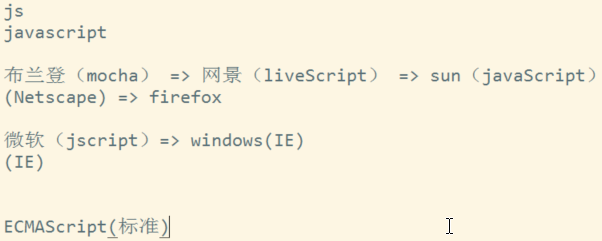 js
javascript
布兰登（mocha） => 网景（liveScript） => sun（javaScript）
(Netscape) => firefox
微软（jscript）=> windows(IE)
(IE)
ECMAScript(标准)